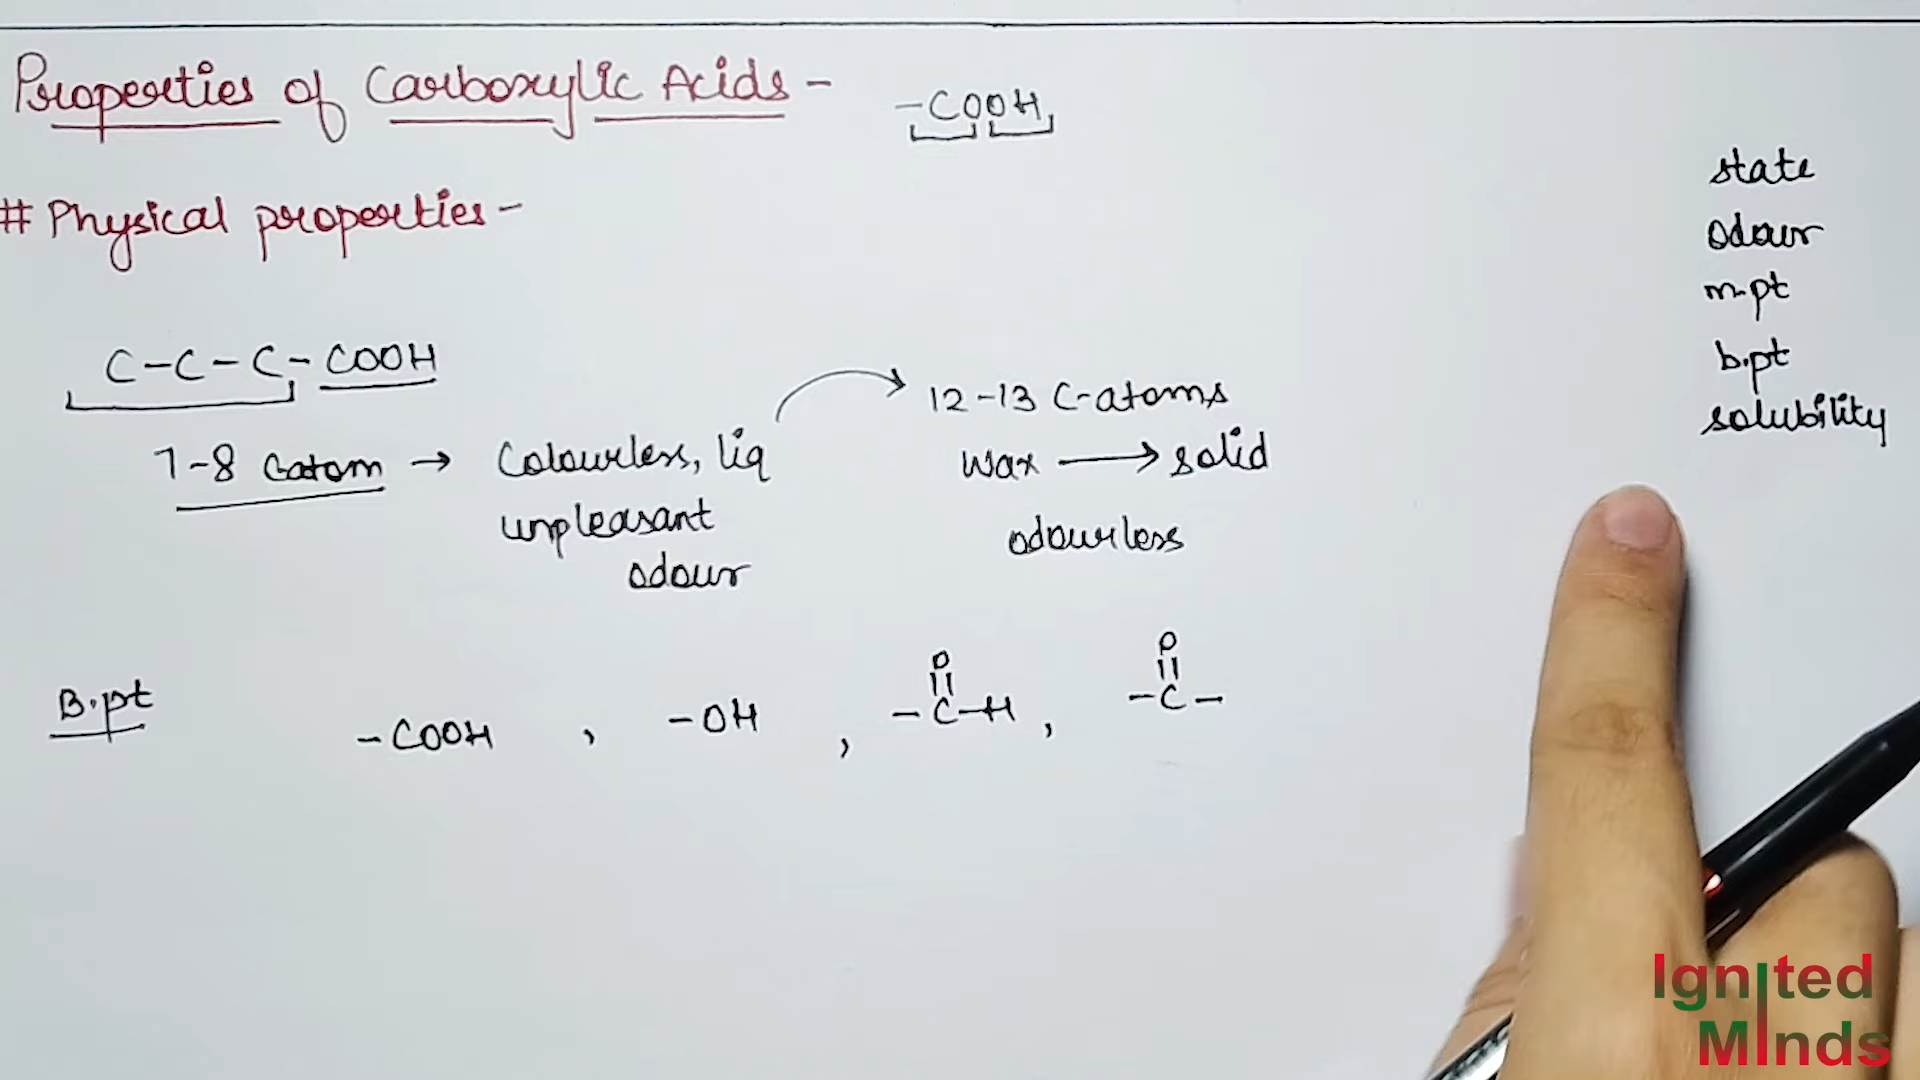 Properties of Carboxylic Acids - -COOH
# Physical properties -
state
odour
m.pt
b.pt
solubility
C-C-C-COOH
7-8 C-atom → Colourless, liq
unpleasant
odour
12-13 C-atoms
wax → solid
odourless
B.pt
-COOH , -OH , -C-H , -C-
O O
Ignited
Minds